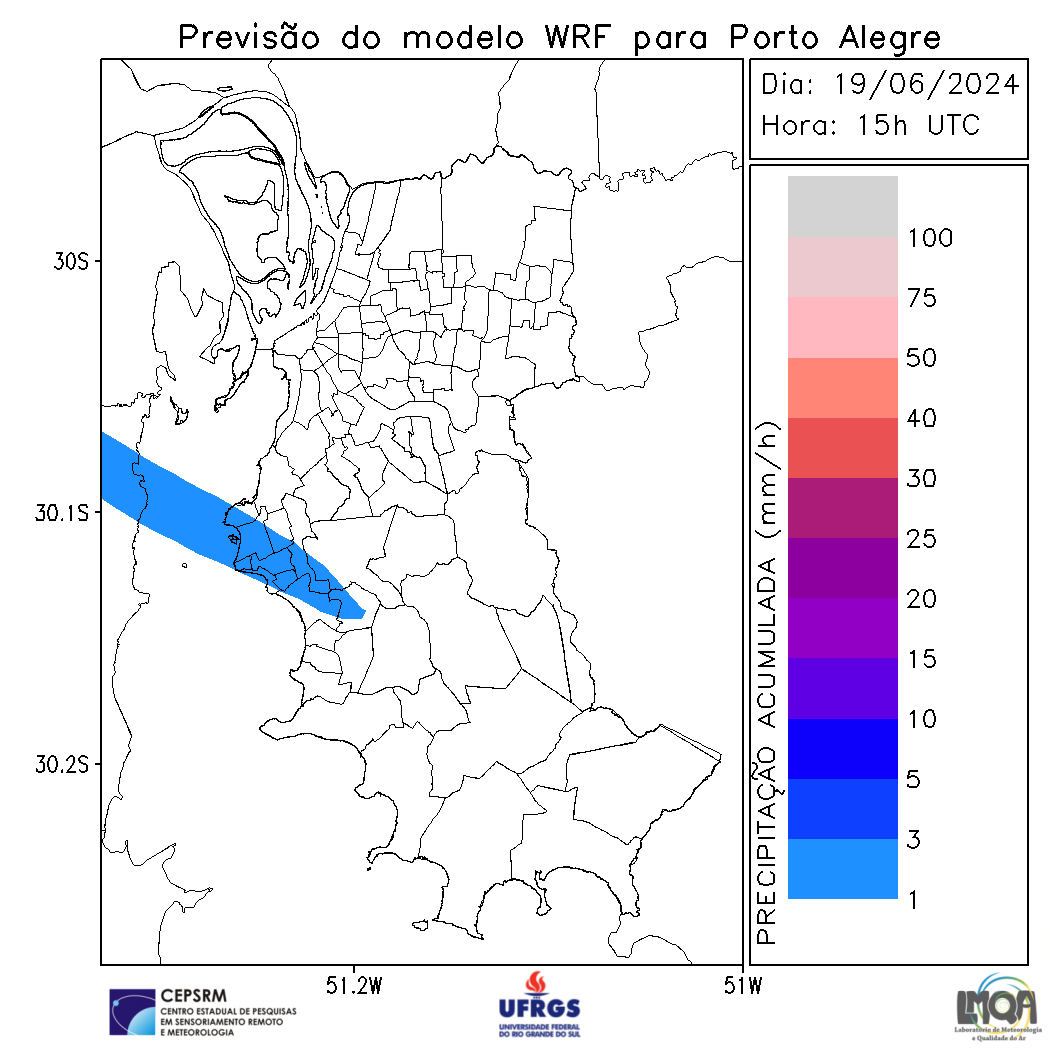 Previsão do modelo WRF para Porto Alegre
Dia: 19/06/2024
Hora: 15h UTC
30S
30.1S
30.2S
51.2W
51W
PRECIPITAÇÃO ACUMULADA (mm/h)
100
75
50
40
30
25
20
15
10
5
3
1
CEPSRM
CENTRO ESTADUAL DE PESQUISAS
EM SENSORIAMENTO REMOTO
E METEOROLOGIA
UFRGS
UNIVERSIDADE FEDERAL
DO RIO GRANDE DO SUL
LMQA
Laboratório de Meteorologia
e Qualidade do Ar